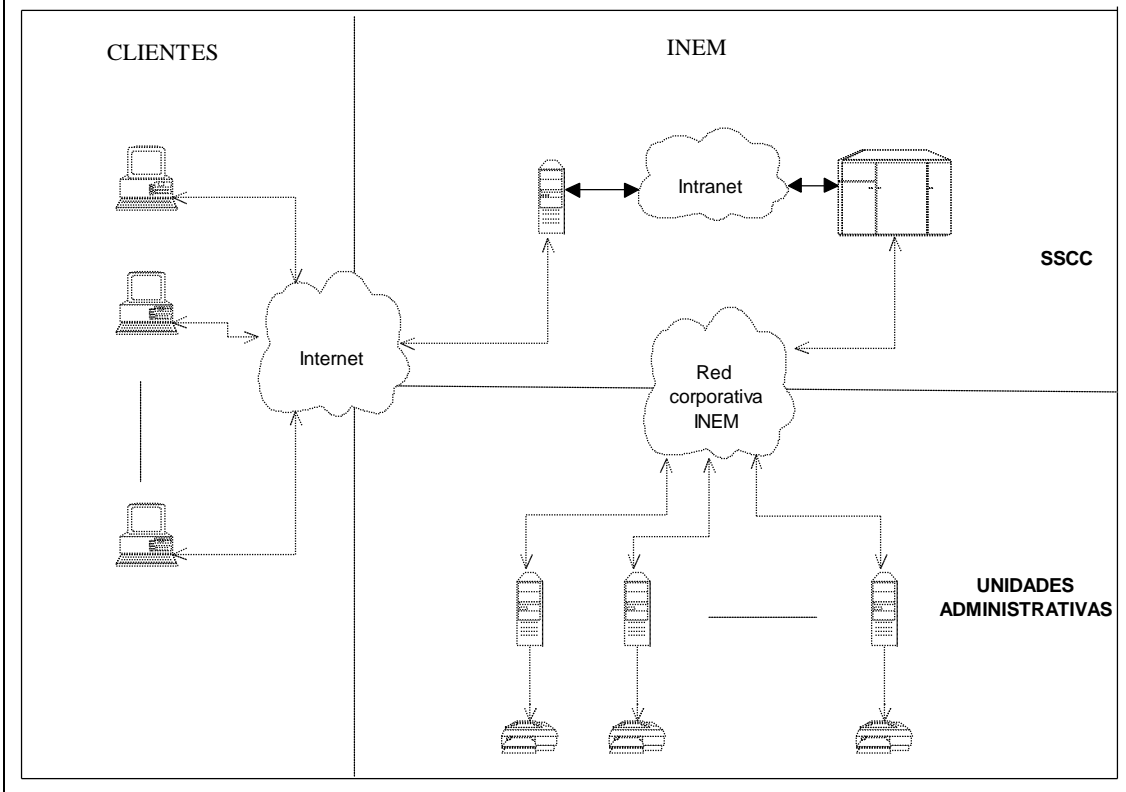 CLIENTES
INEM
Intranet
SSCC
Internet
Red
corporativa
INEM
UNIDADES
ADMINISTRATIVAS